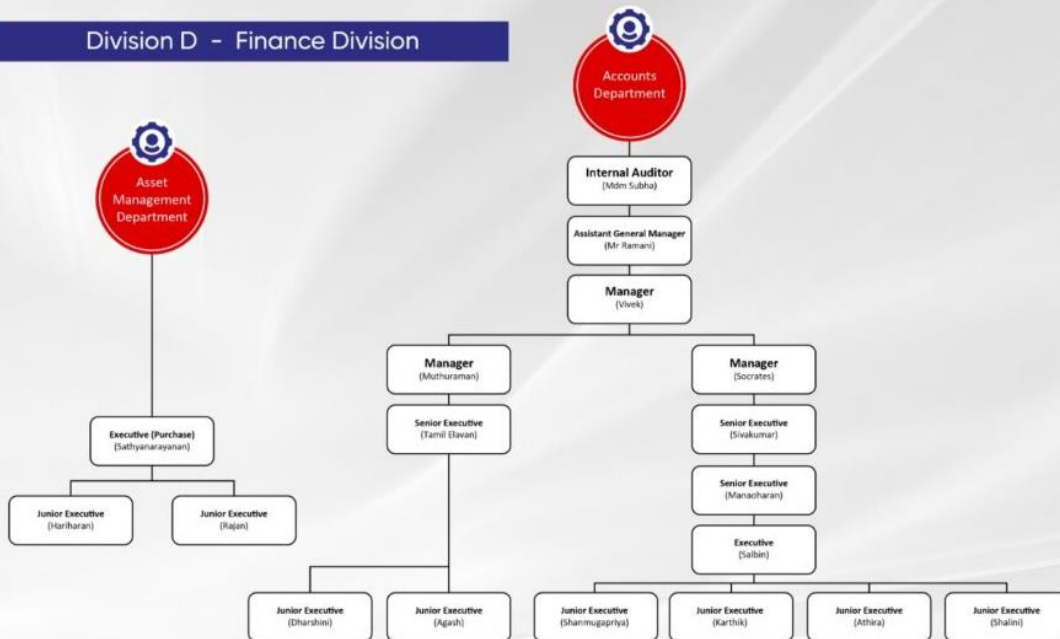 Division D - Finance Division
Asset
Management
Department
Executive (Purchase)
(Sathyanarayanan)
Junior Executive
(Hariharan)
Junior Executive
(Rajan)
Accounts
Department
Internal Auditor
(Mdm Subha)
Assistant General Manager
(Mr Ramani)
Manager
(Vivek)
Manager
(Muthuraman)
Senior Executive
(Tamil Elavan)
Junior Executive
(Dharshini)
Junior Executive
(Agash)
Manager
(Socrates)
Senior Executive
(Sivakumar)
Senior Executive
(Manaoharan)
Executive
(Salbin)
Junior Executive
(Shanmugapriya)
Junior Executive
(Karthik)
Junior Executive
(Athira)
Junior Executive
(Shalini)